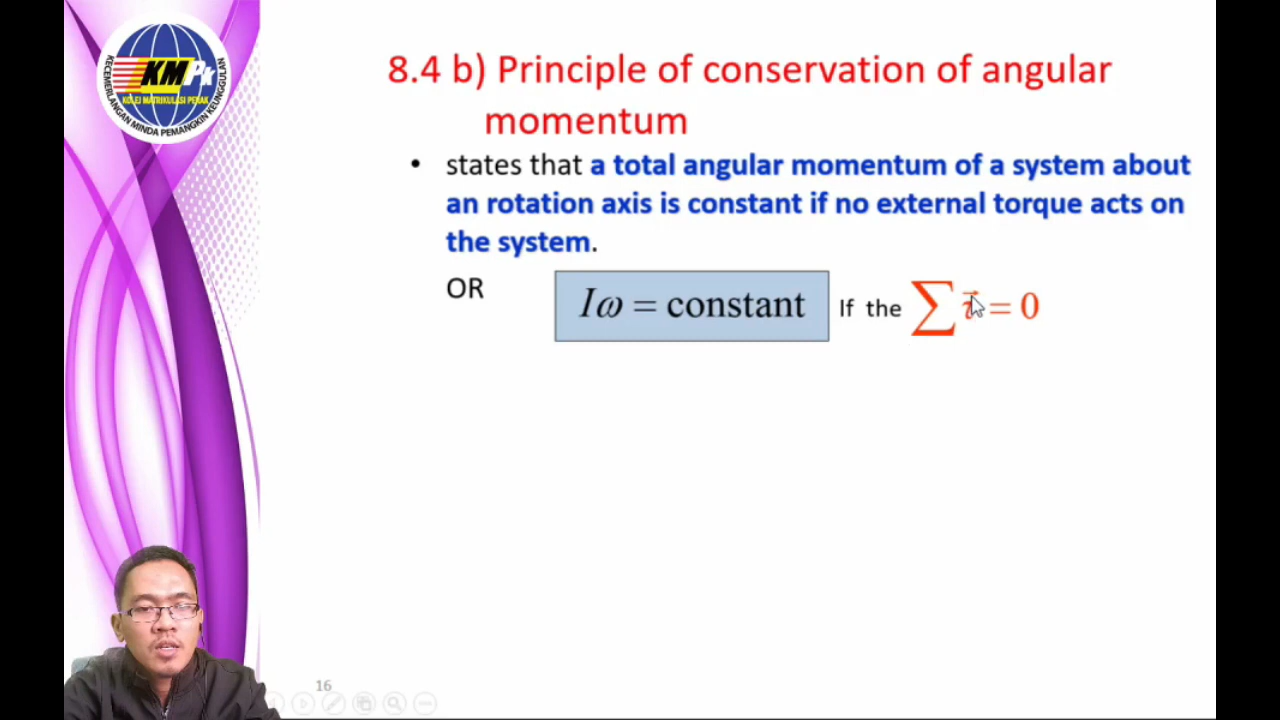 KMPk
KOLEJ MATRIKULASI PERAK
KECEMERLANGAN MINDA PEMANGKIN KEUNGGULAN
8.4 b) Principle of conservation of angular
momentum
• states that a total angular momentum of a system about
an rotation axis is constant if no external torque acts on
the system.
OR Iω = constant If the ∑ τ⃗ = 0
16